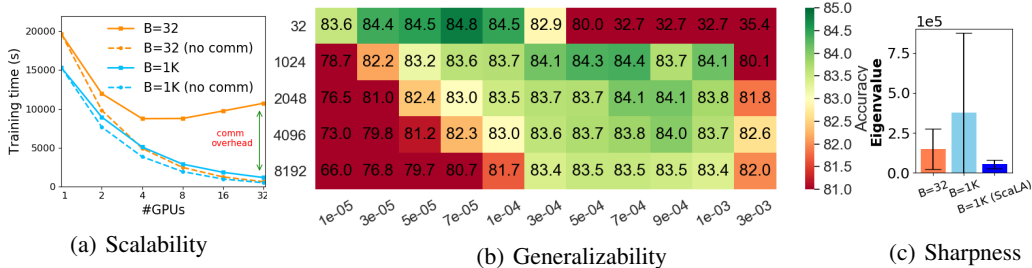 B=32
B=32 (no comm)
B=1K
B=1K (no comm)
comm
overhead
Training time (s)
20000
15000
10000
5000
0
1 2 4 8 16 32
#GPUs
(a) Scalability
32 83.6 84.4 84.5 84.8 84.5 82.9 80.0 32.7 32.7 32.7 35.4
1024 78.7 82.2 83.2 83.6 83.7 84.1 84.3 84.4 83.7 84.1 80.1
2048 76.5 81.0 82.4 83.0 83.5 83.7 83.7 84.1 84.1 83.8 81.8
4096 73.0 79.8 81.2 82.3 83.0 83.6 83.7 83.8 84.0 83.7 82.6
8192 66.0 76.8 79.7 80.7 81.7 83.4 83.5 83.5 83.5 83.4 82.0
1e-05 3e-05 5e-05 7e-05 1e-04 3e-04 5e-04 7e-04 9e-04 1e-03 3e-03
(b) Generalizability
85.0
84.5
84.0
83.5
83.0
82.5
82.0
81.5
81.0
Accuracy
Eigenvalue
1e5
7.5
5.0
2.5
0.0
B=32
B=1K
B=1K (ScaLA)
(c) Sharpness